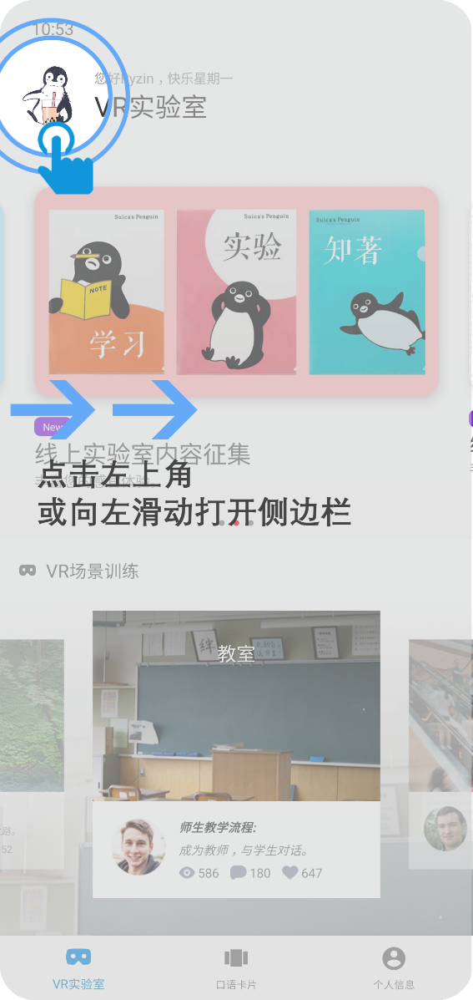 10:53
您好Ryzin，快乐星期一
VR实验室
Suica's Penguin
Suica's Penguin
Suica's Penguin
NOTE
学习
实验
知著
New
线上实验室内容征集
点击左上角
或向左滑动打开侧边栏
VR场景训练
教室
绊
师生教学流程:
成为教师，与学生对话。
586 180 647
路。
52
VR实验室
口语卡片
个人信息